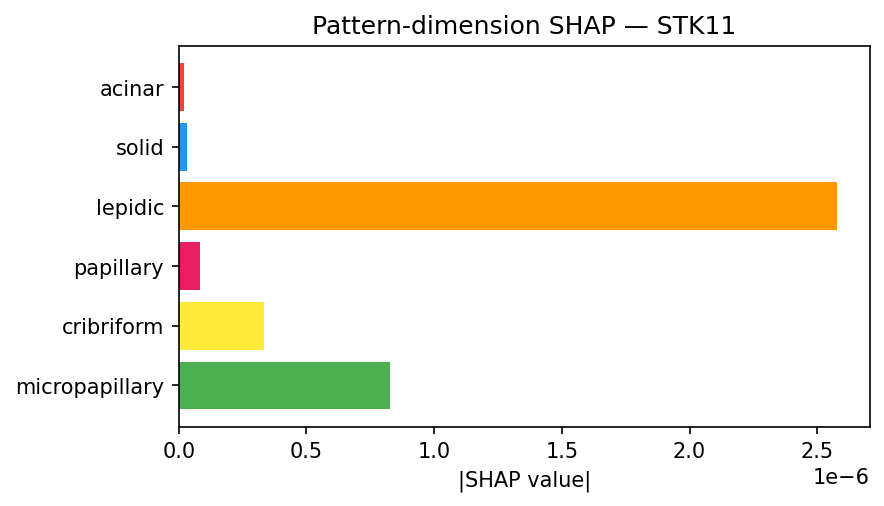 Pattern-dimension SHAP — STK11
acinar
solid
lepidic
papillary
cribriform
micropapillary
0.0 0.5 1.0 1.5 2.0 2.5
1e−6
|SHAP value|